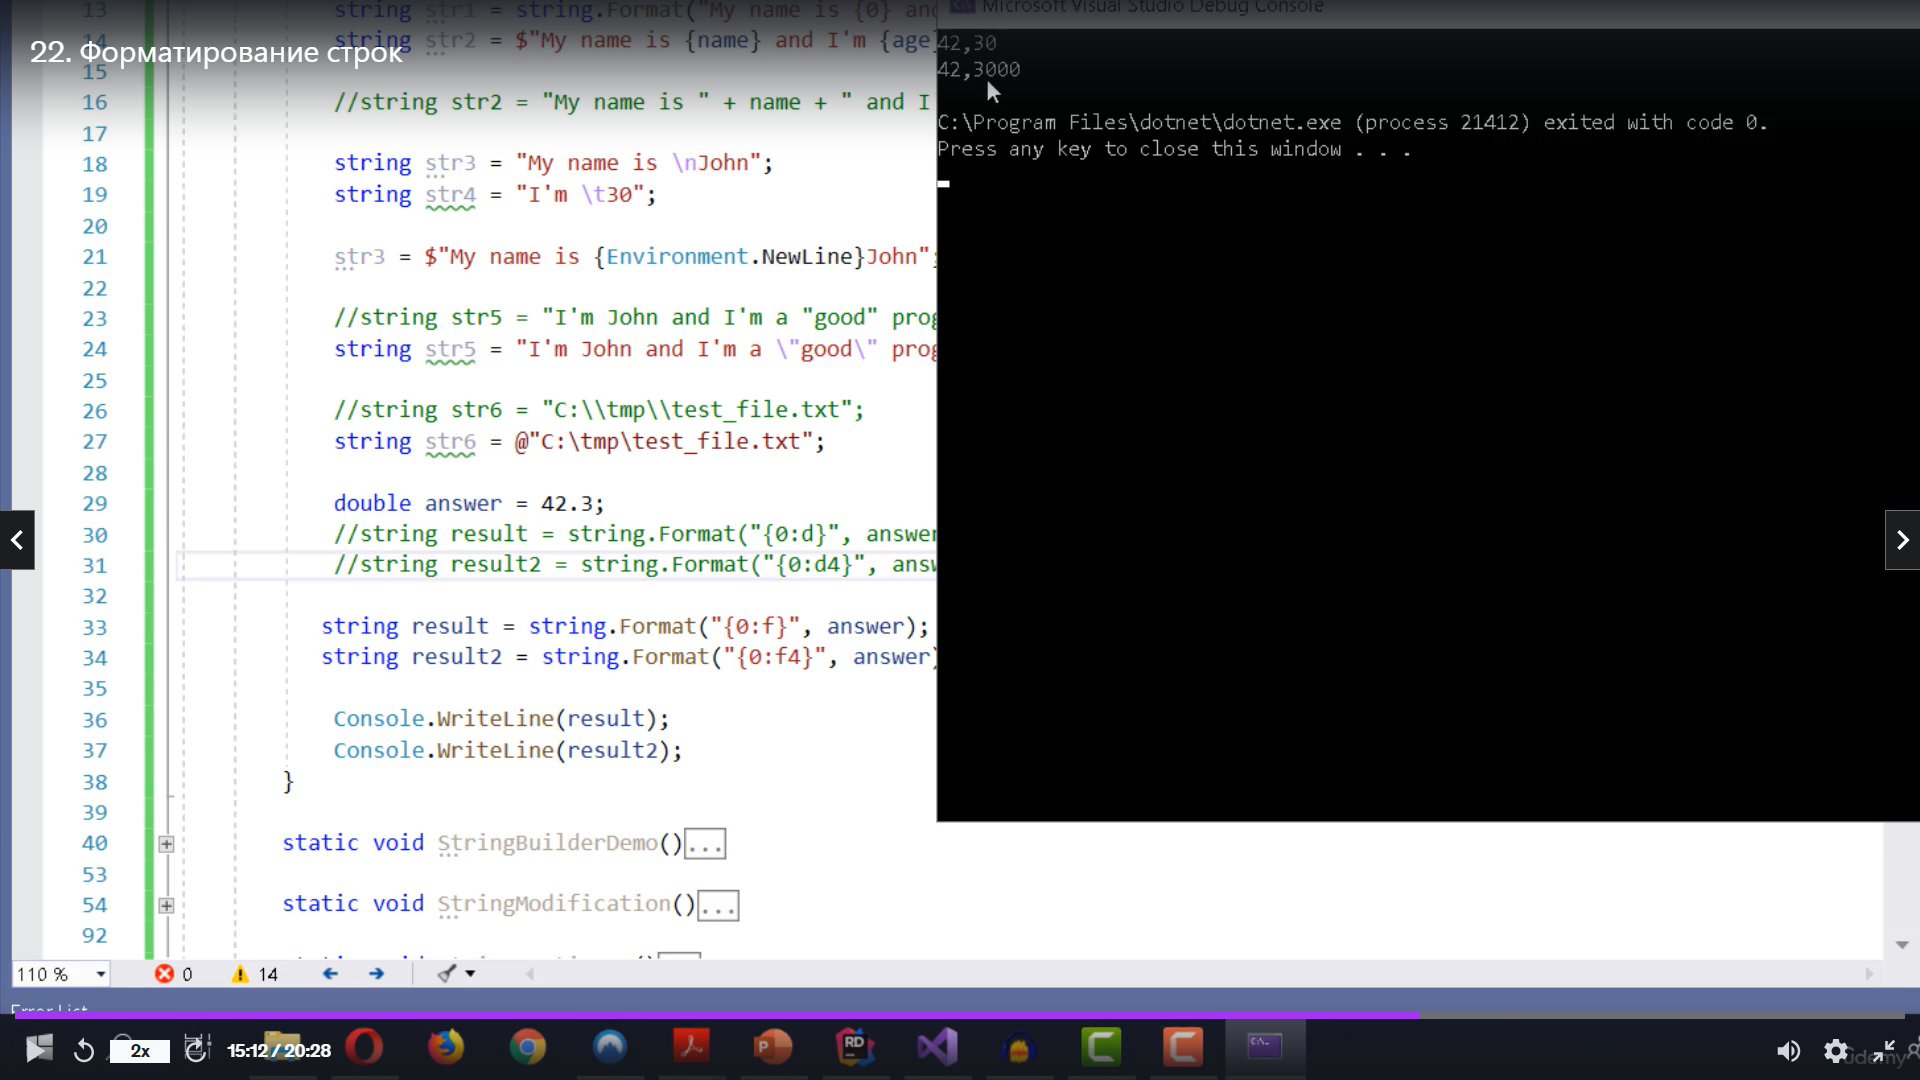 13 string str1 = string.Format("My name is {0} and
Microsoft Visual Studio Debug Console
14 string str2 = $"My name is {name} and I'm {age}
22. Форматирование строк
15
16 //string str2 = "My name is " + name + " and I
17
18 string str3 = "My name is \nJohn";
19 string str4 = "I'm \t30";
20
21 str3 = $"My name is {Environment.NewLine}John";
22
23 //string str5 = "I'm John and I'm a "good" prog
24 string str5 = "I'm John and I'm a \"good\" prog
25
26 //string str6 = "C:\\tmp\\test_file.txt";
27 string str6 = @"C:\tmp\test_file.txt";
28
29 double answer = 42.3;
30 //string result = string.Format("{0:d}", answer
31 //string result2 = string.Format("{0:d4}", answ
32
33 string result = string.Format("{0:f}", answer);
34 string result2 = string.Format("{0:f4}", answer)
35
36 Console.WriteLine(result);
37 Console.WriteLine(result2);
38 }
39
40 static void StringBuilderDemo()...
53
54 static void StringModification()...
92
42,30
42,3000
C:\Program Files\dotnet\dotnet.exe (process 21412) exited with code 0.
Press any key to close this window . . .
110 % 0 14
Error List
2x 15:12 / 20:28
RD
P
C
C
C:\.
Udemy